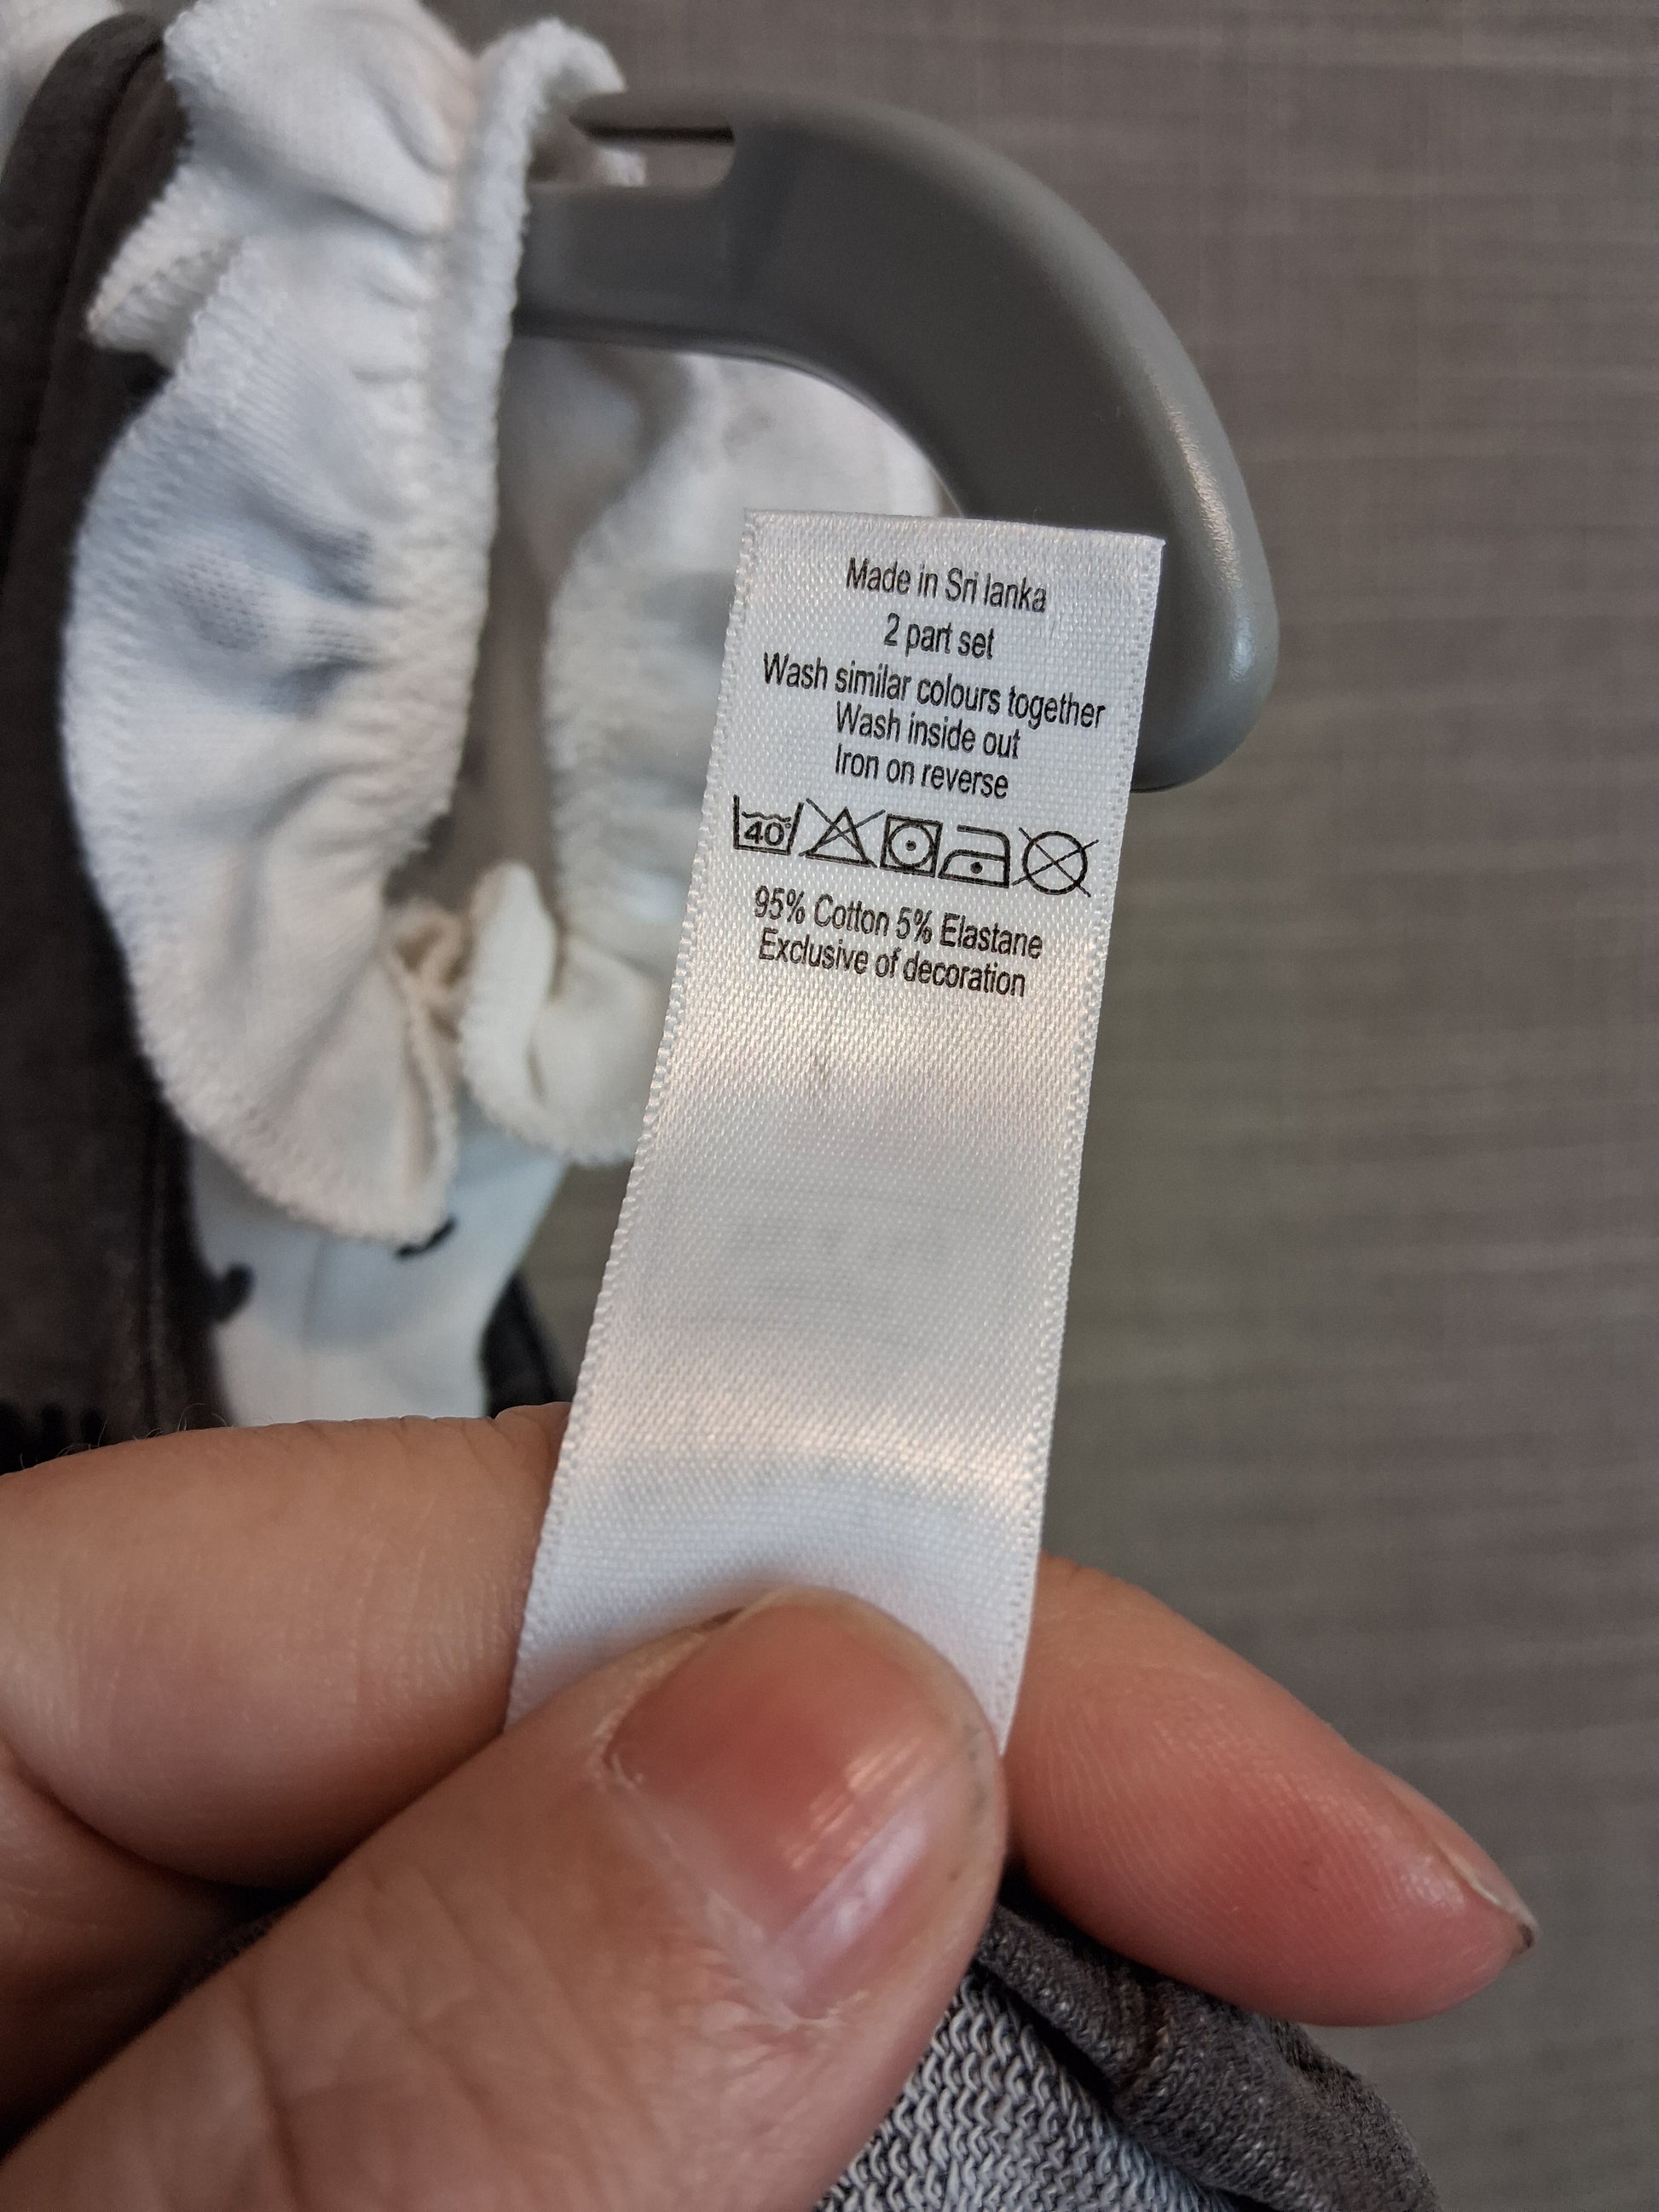 Made in Sri lanka
2 part set
Wash similar colours together
Wash inside out
Iron on reverse
40°
95% Cotton 5% Elastane
Exclusive of decoration